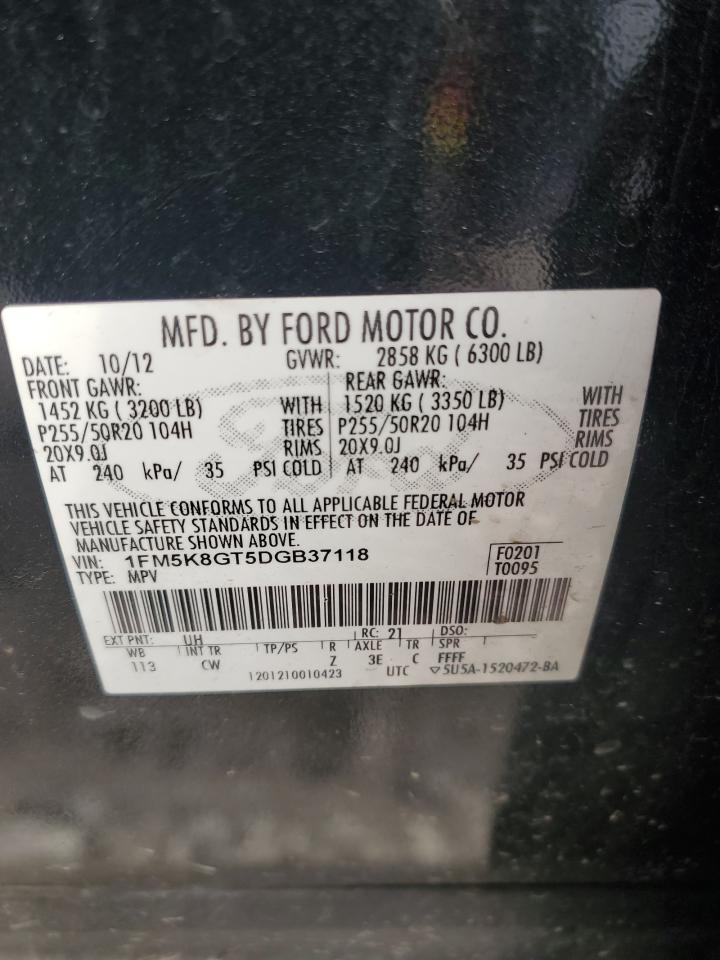 MFD. BY FORD MOTOR CO.
DATE: 10/12 GVWR: 2858 KG ( 6300 LB)
FRONT GAWR: REAR GAWR:
1452 KG ( 3200 LB) WITH 1520 KG ( 3350 LB) WITH
P255/50R20 104H TIRES P255/50R20 104H TIRES
20X9.0J RIMS 20X9.0J RIMS
AT 240 kPa/ 35 PSI COLD AT 240 kPa/ 35 PSI COLD
Ford
THIS VEHICLE CONFORMS TO ALL APPLICABLE FEDERAL MOTOR
VEHICLE SAFETY STANDARDS IN EFFECT ON THE DATE OF
MANUFACTURE SHOWN ABOVE.
VIN: 1FM5K8GT5DGB37118 F0201
TYPE: MPV T0095
EXT PNT: UH RC: 21 DSO:
WB INT TR TP/PS R AXLE TR SPR
113 CW Z 3E C FFFF
1201210010423 UTC ▽5U5A-1520472-BA